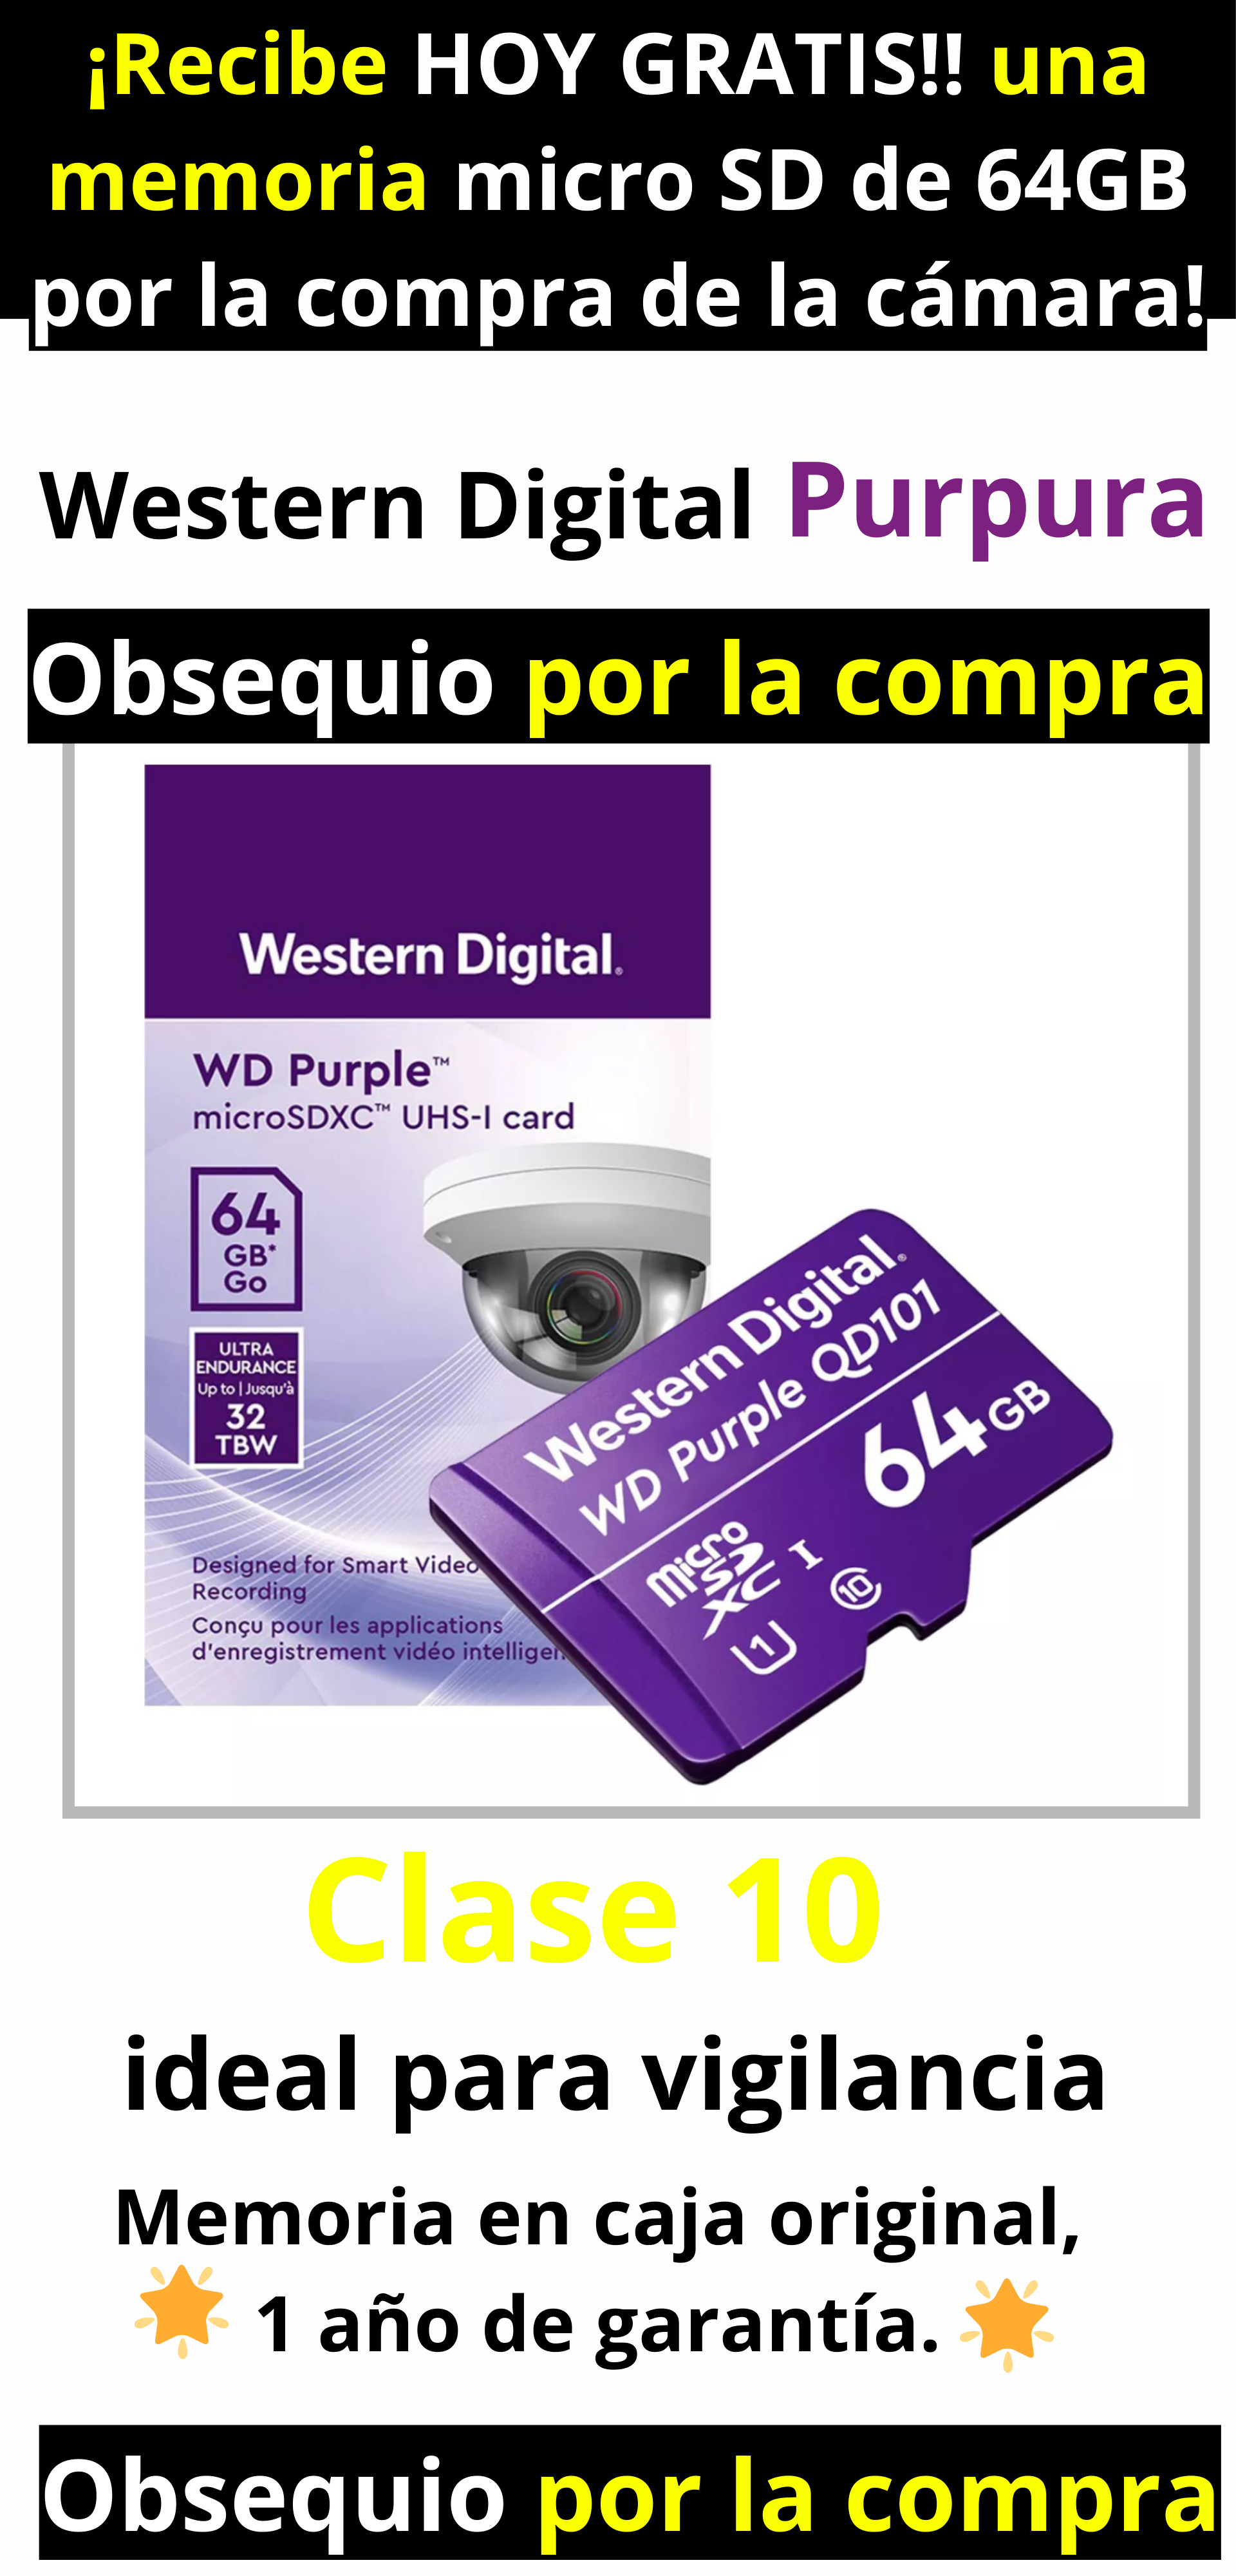 ¡Recibe HOY GRATIS!! una
memoria micro SD de 64GB
por la compra de la cámara!
Western Digital Purpura
Obsequio por la compra
Western Digital®
WD Purple™
microSDXC™ UHS-I card
64
GB*
Go
ULTRA
ENDURANCE
Up to | Jusqu'à
32
TBW
Designed for Smart Video
Recording
Conçu pour les applications
d'enregistrement vidéo
Western Digital®
WD Purple QD101
64GB
micro
SD
XC I
10
1
Clase 10
ideal para vigilancia
Memoria en caja original,
1 año de garantía.
Obsequio por la compra